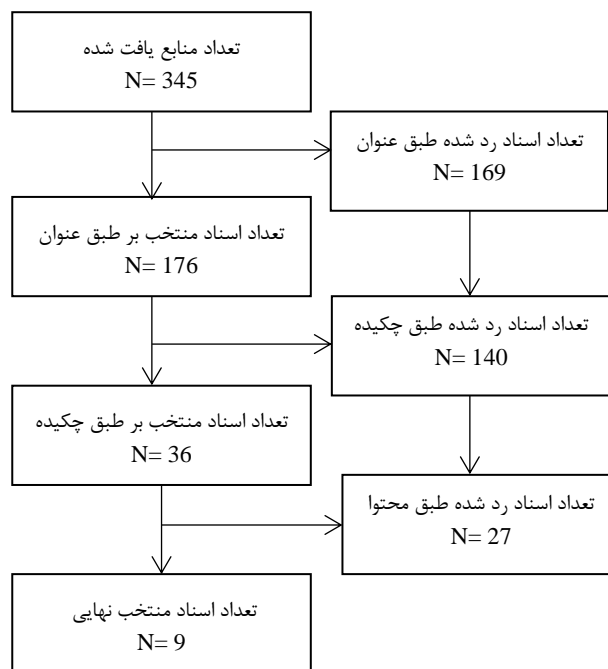 تعداد منابع یافت شده
N= 345
تعداد اسناد رد شده طبق عنوان
N= 169
تعداد اسناد منتخب بر طبق عنوان
N= 176
تعداد اسناد رد شده طبق چکیده
N= 140
تعداد اسناد منتخب بر طبق چکیده
N= 36
تعداد اسناد رد شده طبق محتوا
N= 27
تعداد اسناد منتخب نهایی
N= 9